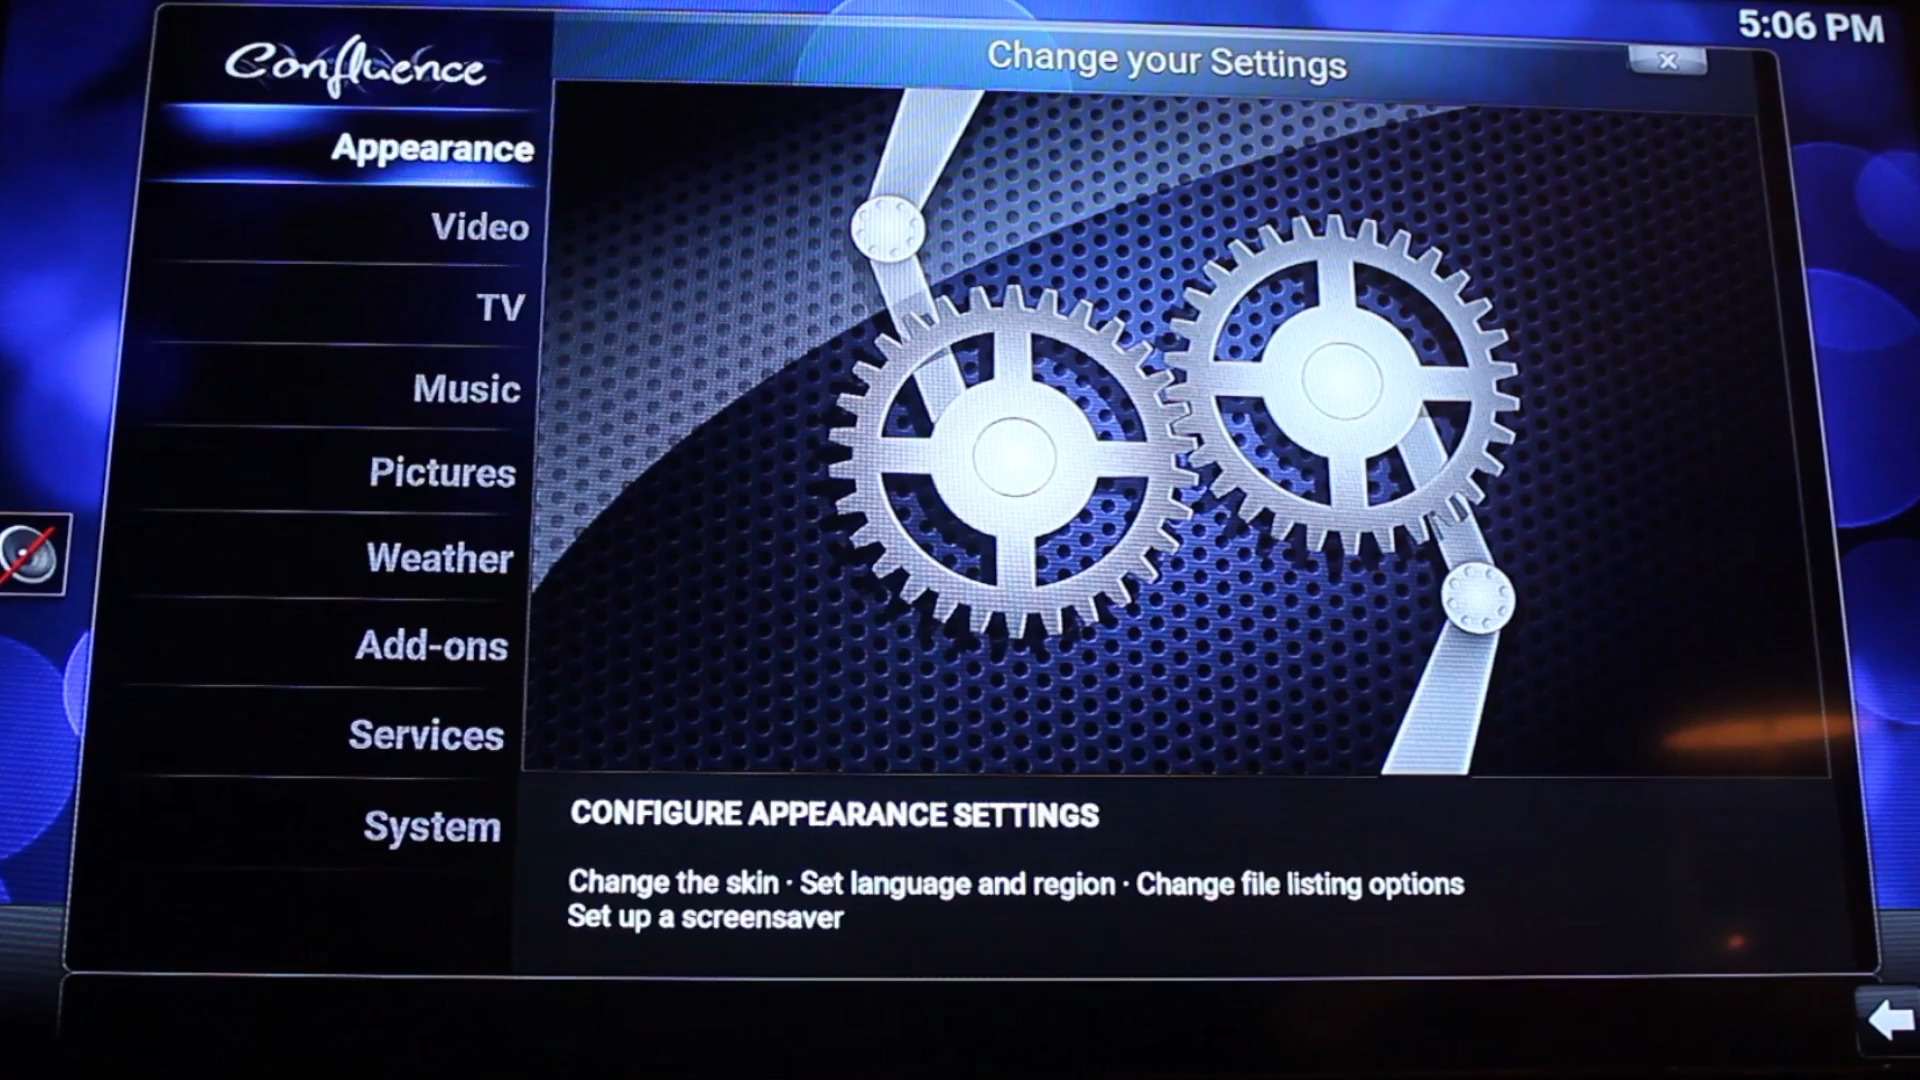 5:06 PM
Confluence
Change your Settings
Appearance
Video
TV
Music
Pictures
Weather
Add-ons
Services
System
CONFIGURE APPEARANCE SETTINGS
Change the skin · Set language and region · Change file listing options
Set up a screensaver